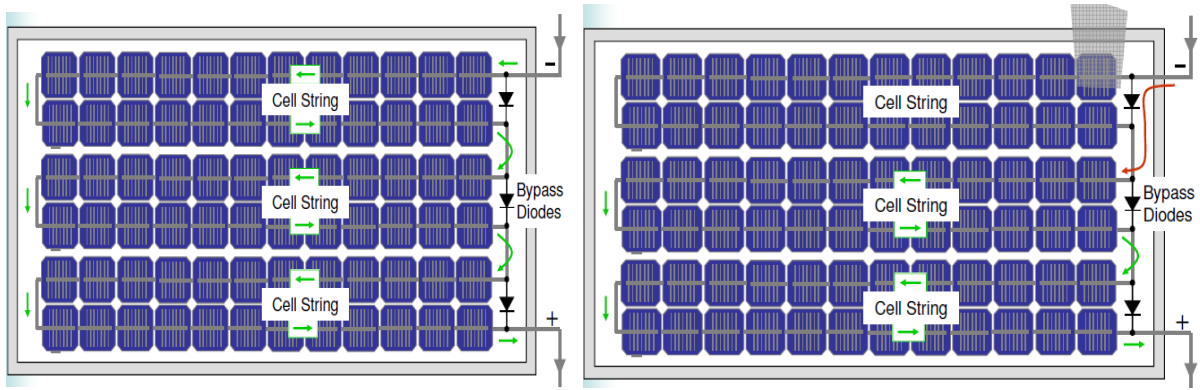 -
Cell String
Cell String
Bypass
Diodes
Cell String
+
-
Cell String
Cell String
Bypass
Diodes
Cell String
+